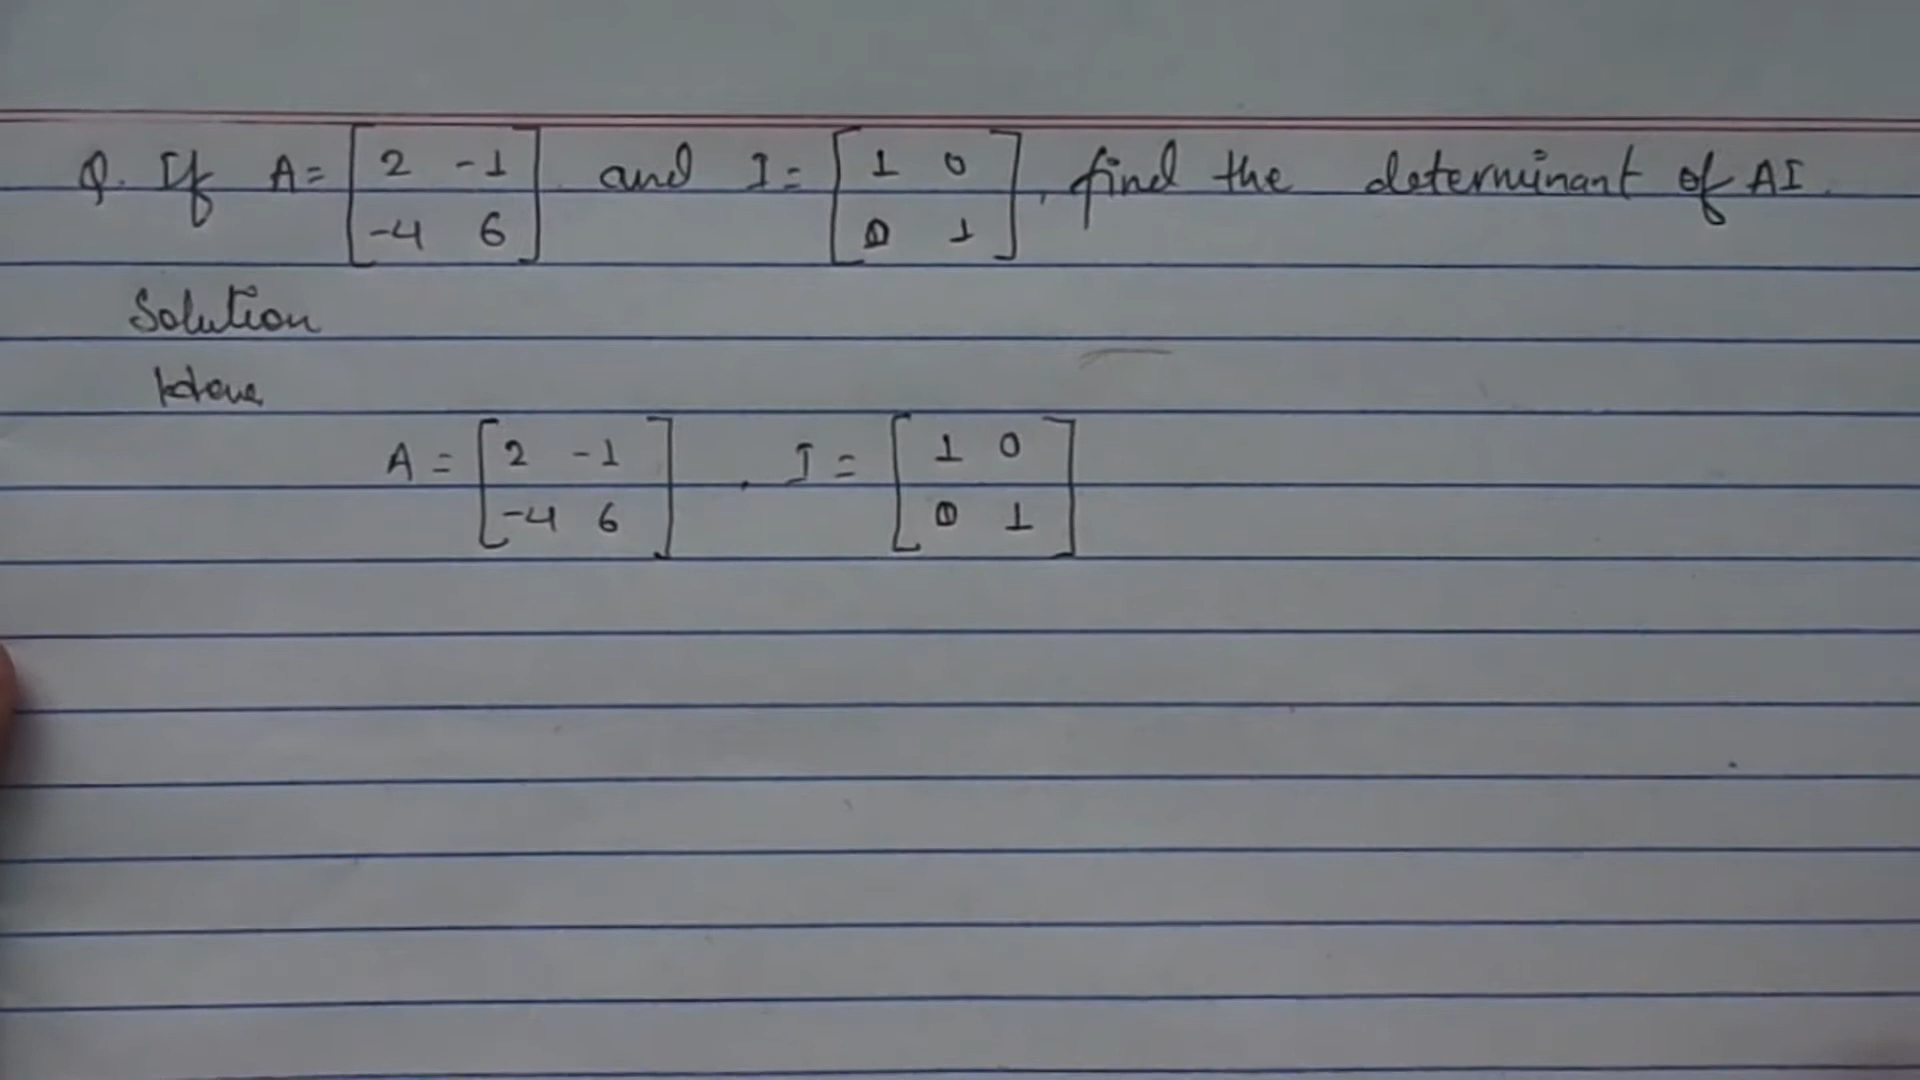 Q. If A = [2 -1 -4 6] and I = [1 0 0 1], find the determinant of AI.
Solution
Here
A = [2 -1 -4 6], I = [1 0 0 1]